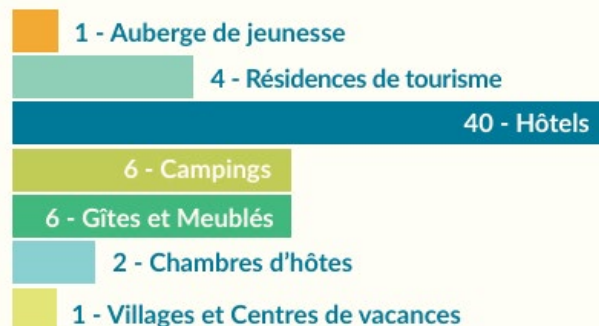 1 - Auberge de jeunesse
4 - Résidences de tourisme
40 - Hôtels
6 - Campings
6 - Gîtes et Meublés
2 - Chambres d’hôtes
1 - Villages et Centres de vacances